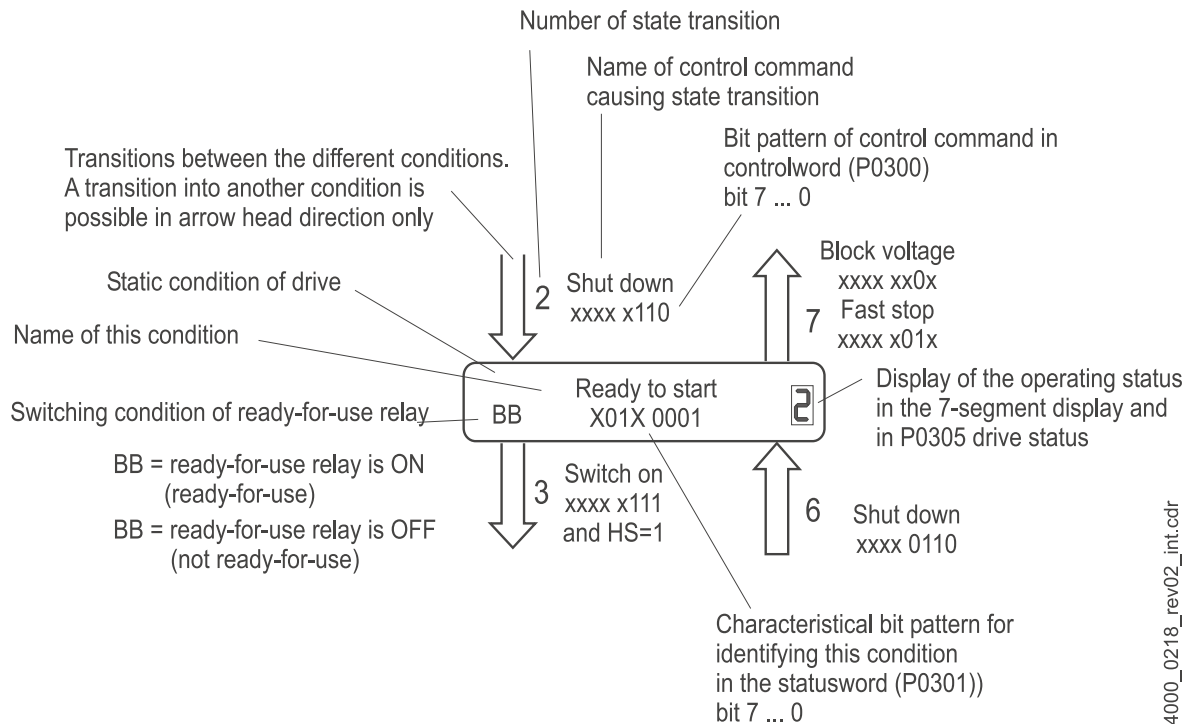 Number of state transition
Name of control command
causing state transition
Bit pattern of control command in
controlword (P0300)
bit 7 ... 0
Transitions between the different conditions.
A transition into another condition is
possible in arrow head direction only
Static condition of drive
Name of this condition
Switching condition of ready-for-use relay
BB = ready-for-use relay is ON
(ready-for-use)
BB = ready-for-use relay is OFF
(not ready-for-use)
2
Shut down
xxxx x110
Block voltage
xxxx xx0x
7
Fast stop
xxxx x01x
Ready to start
BB
X01X 0001
2
Display of the operating status
in the 7-segment display and
in P0305 drive status
3
Switch on
xxxx x111
and HS=1
6
Shut down
xxxx 0110
Characteristical bit pattern for
identifying this condition
in the statusword (P0301))
bit 7 ... 0
4000_0218_rev02_int.cdr